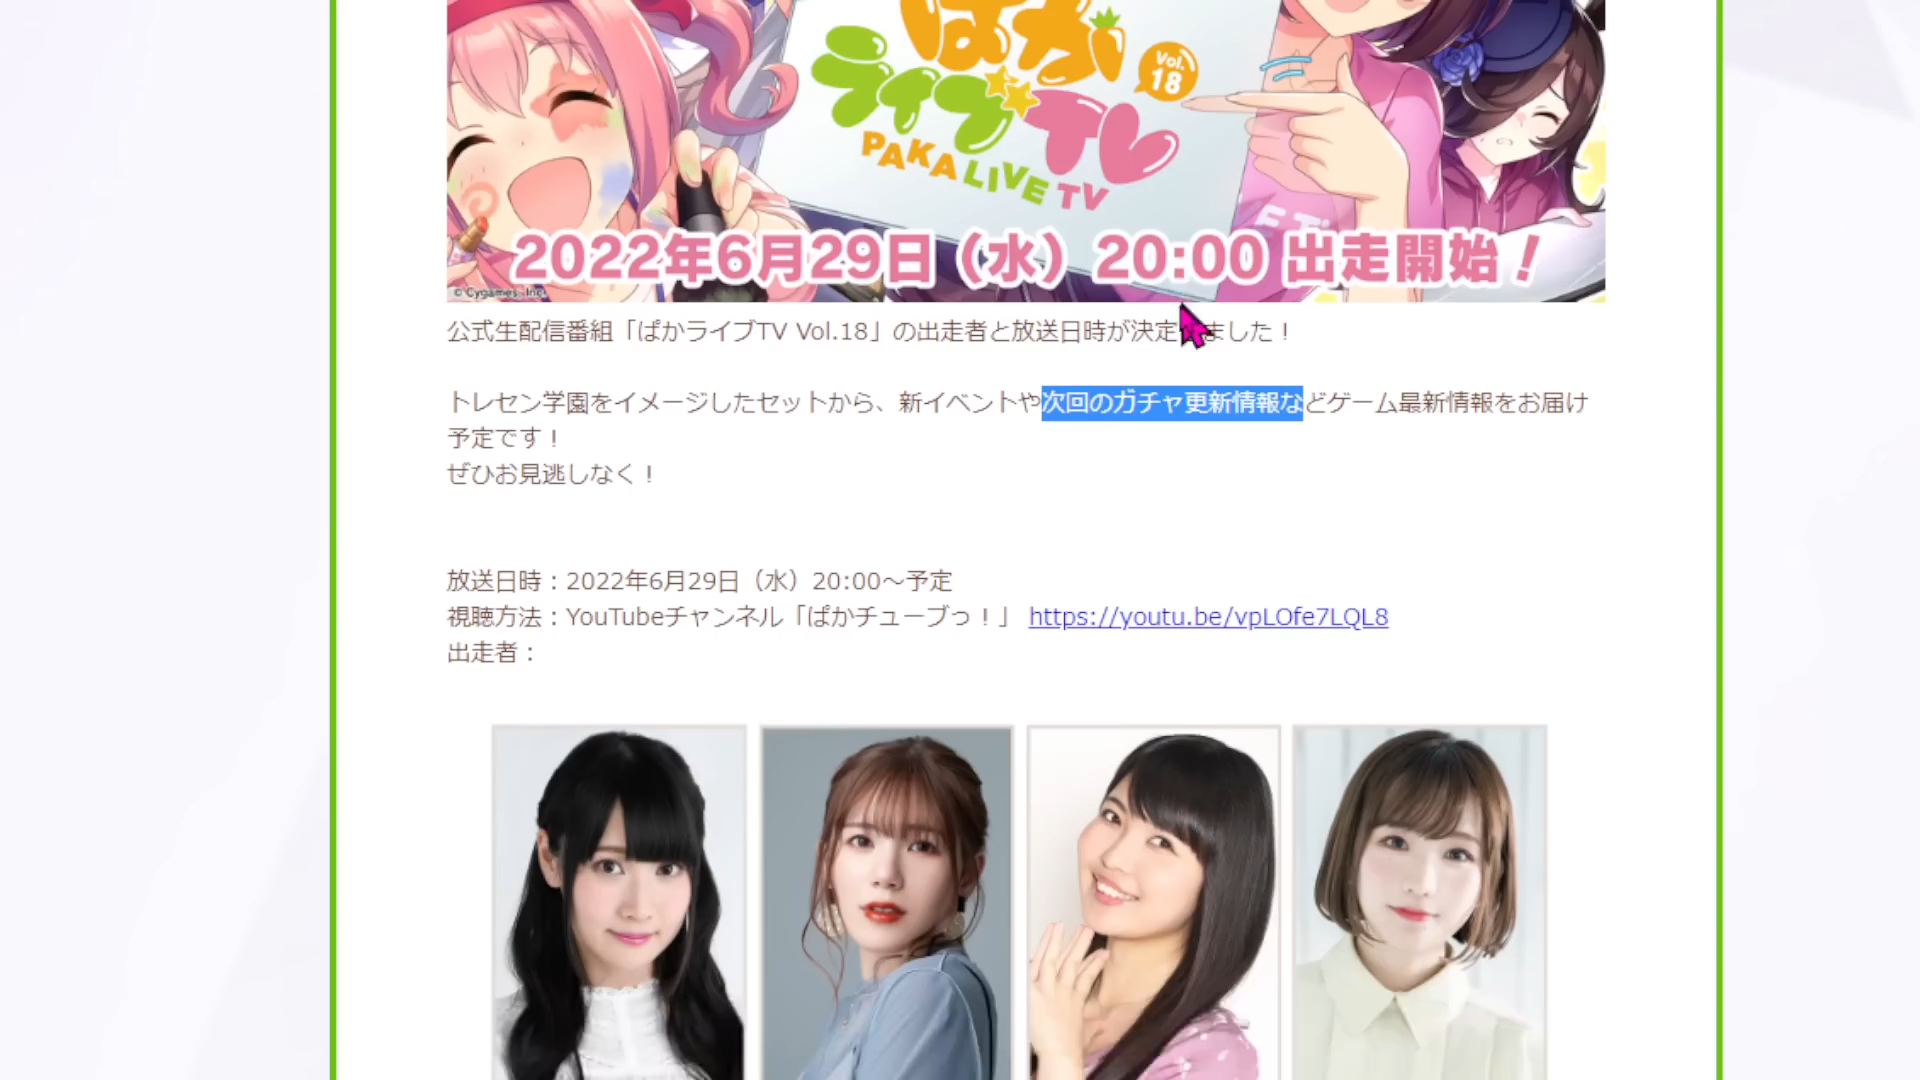 ぱか
ライブTV
Vol.
18
PAKA LIVE TV
2022年6月29日（水）20:00 出走開始！
© Cygames, Inc.
公式生配信番組「ぱかライブTV Vol.18」の出走者と放送日時が決定しました！
トレセン学園をイメージしたセットから、新イベントや次回のガチャ更新情報などゲーム最新情報をお届け
予定です！
ぜひお見逃しなく！
放送日時：2022年6月29日（水）20:00～予定
視聴方法：YouTubeチャンネル「ぱかチューブっ！」 https://youtu.be/vpLOfe7LQL8
出走者：